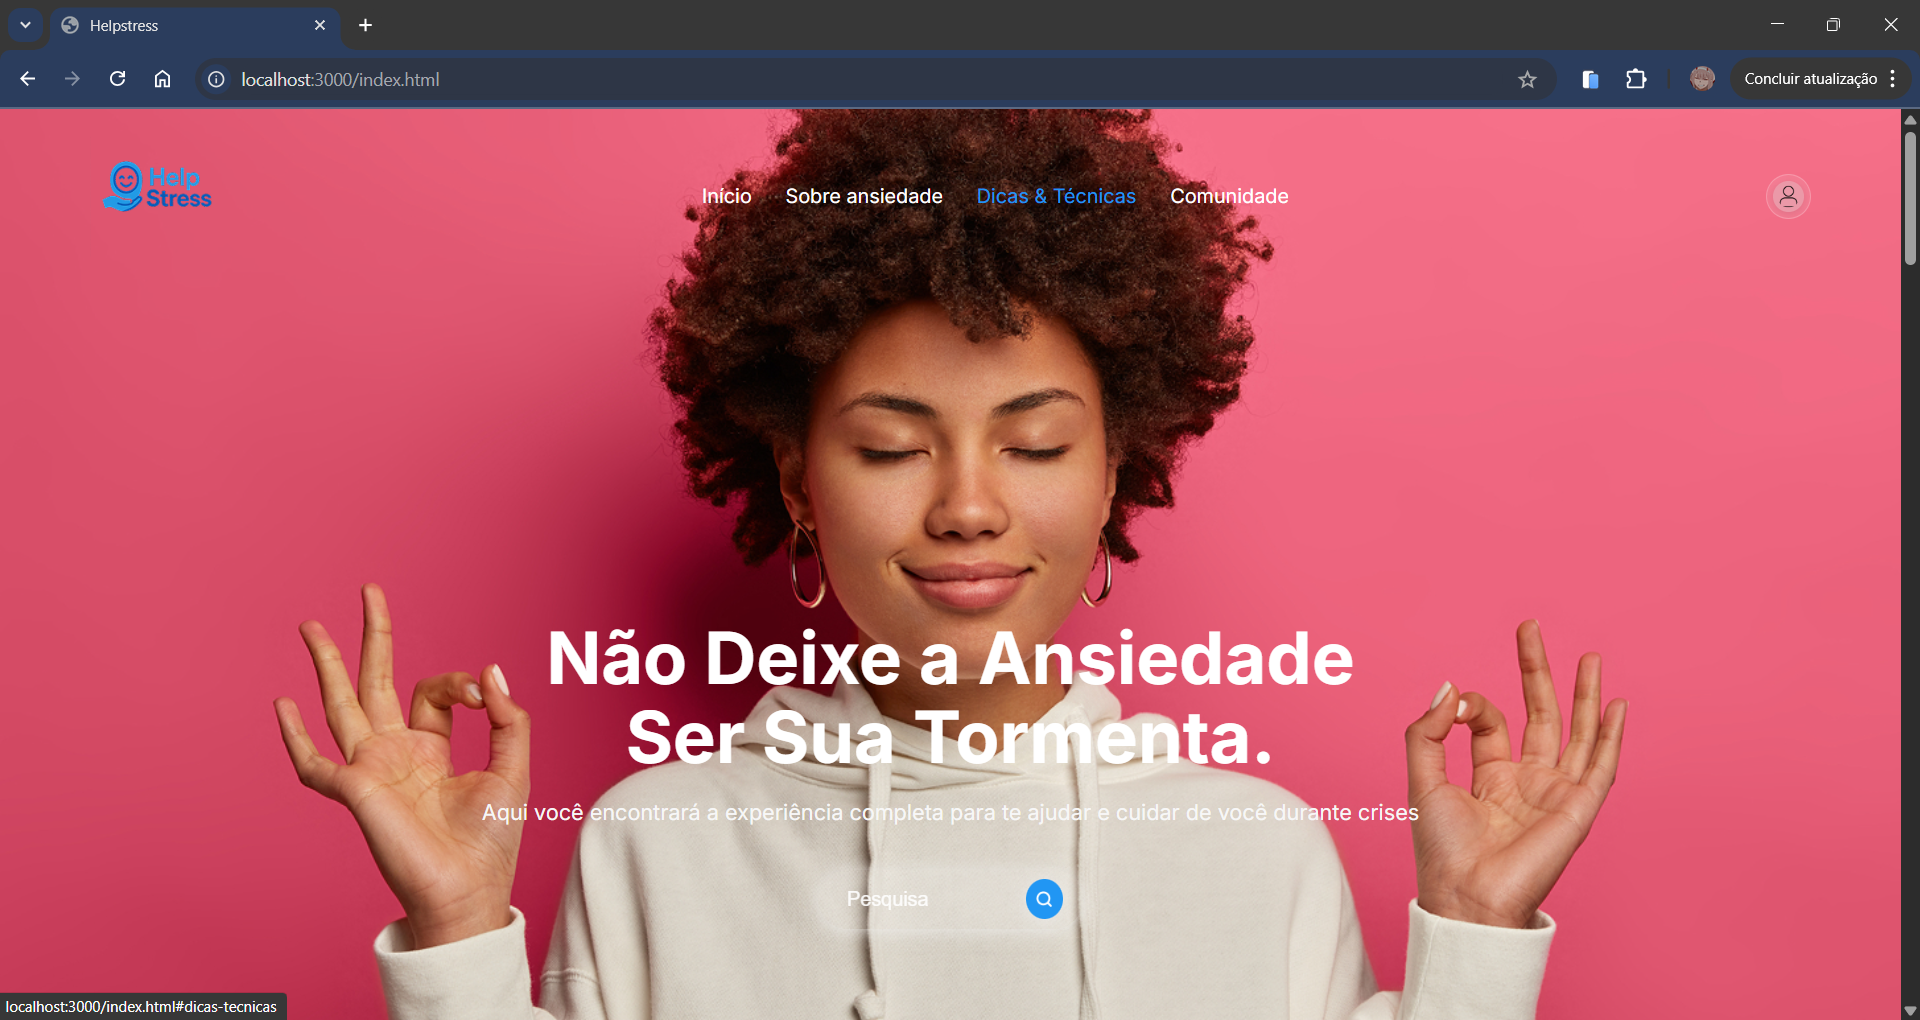 Helpstress
localhost:3000/index.html
Concluir atualização
Help
Stress
Início
Sobre ansiedade
Dicas & Técnicas
Comunidade
Não Deixe a Ansiedade
Ser Sua Tormenta.
Aqui você encontrará a experiência completa para te ajudar e cuidar de você durante crises
Pesquisa
localhost:3000/index.html#dicas-tecnicas